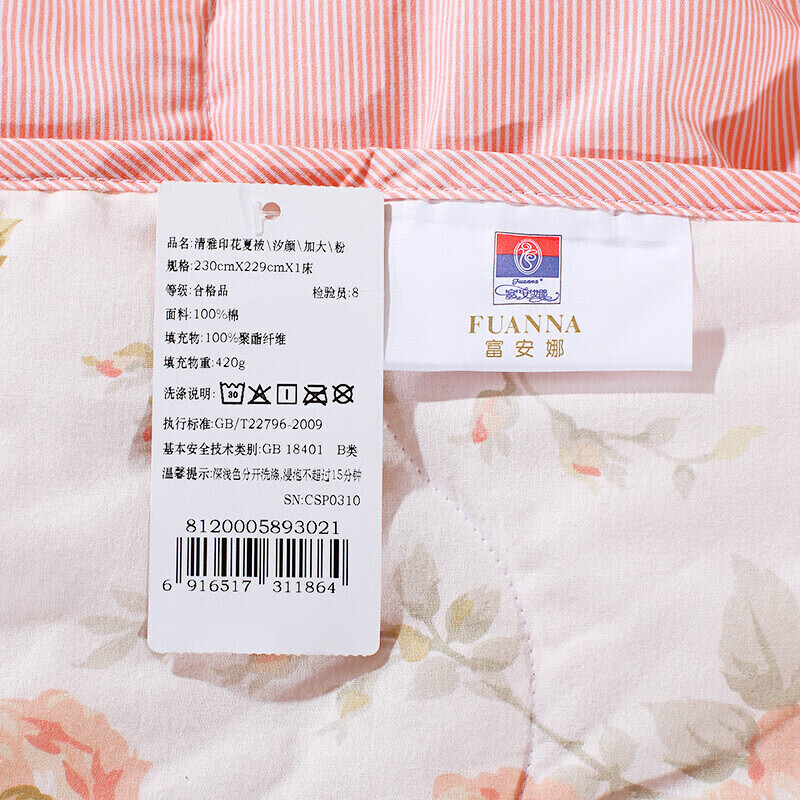 品名:清雅印花夏被\汐颜\加大\粉
规格:230cmX229cmX1床
等级:合格品 检验员:8
面料:100%棉
填充物:100%聚酯纤维
填充物重:420g
洗涤说明: 30
执行标准:GB/T22796-2009
基本安全技术类别:GB 18401 B类
温馨提示:深浅色分开洗涤,浸泡不超过15分钟
SN:CSP0310
8120005893021
6 916517 311864
Fuanna®
富安娜
FUANNA
富安娜